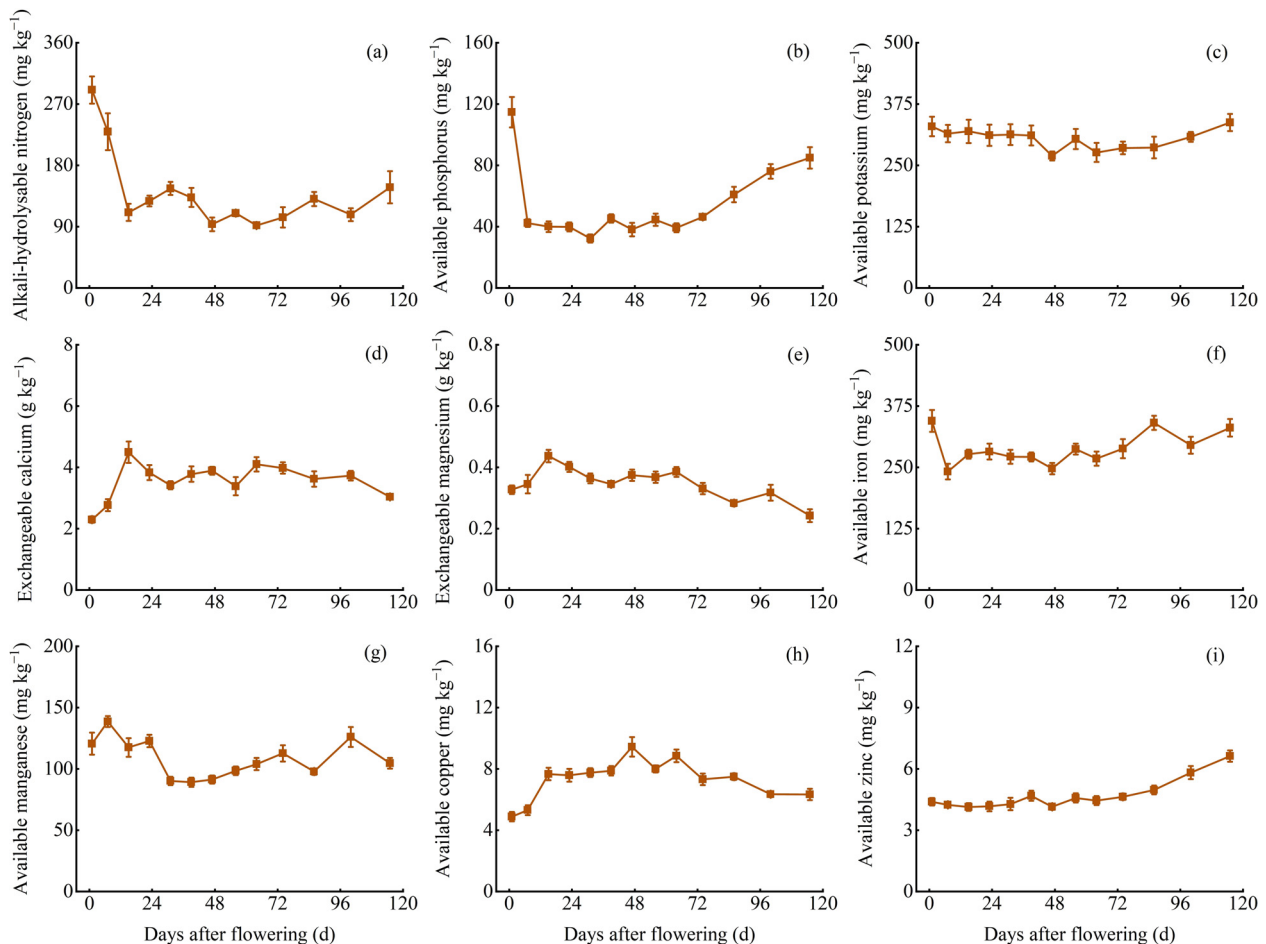 (a)
Alkali-hydrolysable nitrogen (mg kg⁻¹)
360
270
180
90
0
0 24 48 72 96 120
(b)
Available phosphorus (mg kg⁻¹)
160
120
80
40
0
0 24 48 72 96 120
(c)
Available potassium (mg kg⁻¹)
500
375
250
125
0
0 24 48 72 96 120
(d)
Exchangeable calcium (g kg⁻¹)
8
6
4
2
0
0 24 48 72 96 120
(e)
Exchangeable magnesium (g kg⁻¹)
0.8
0.6
0.4
0.2
0
0 24 48 72 96 120
(f)
Available iron (mg kg⁻¹)
500
375
250
125
0
0 24 48 72 96 120
(g)
Available manganese (mg kg⁻¹)
200
150
100
50
0
0 24 48 72 96 120
Days after flowering (d)
(h)
Available copper (mg kg⁻¹)
16
12
8
4
0
0 24 48 72 96 120
Days after flowering (d)
(i)
Available zinc (mg kg⁻¹)
12
9
6
3
0
0 24 48 72 96 120
Days after flowering (d)